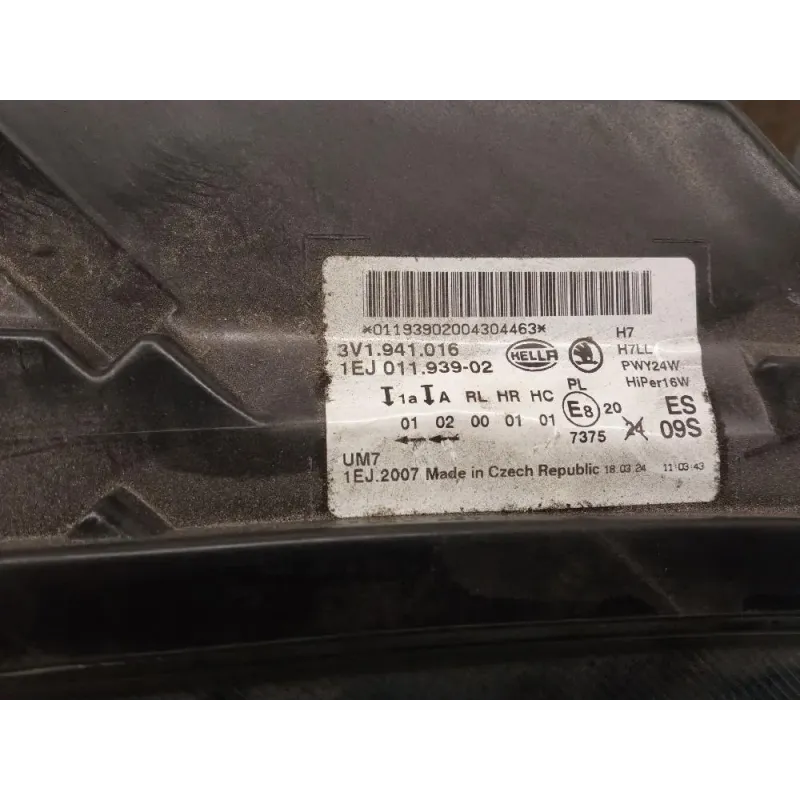 *01193902004304463*
3V1.941.016
1EJ 011.939-02
HELLA
H7
H7LL
PWY24W
HiPer16W
1a A RL HR HC PL
01 02 00 01 01
E8 20
7375
24
ES
09S
UM7
1EJ.2007 Made in Czech Republic 18.03.24 11:03:43